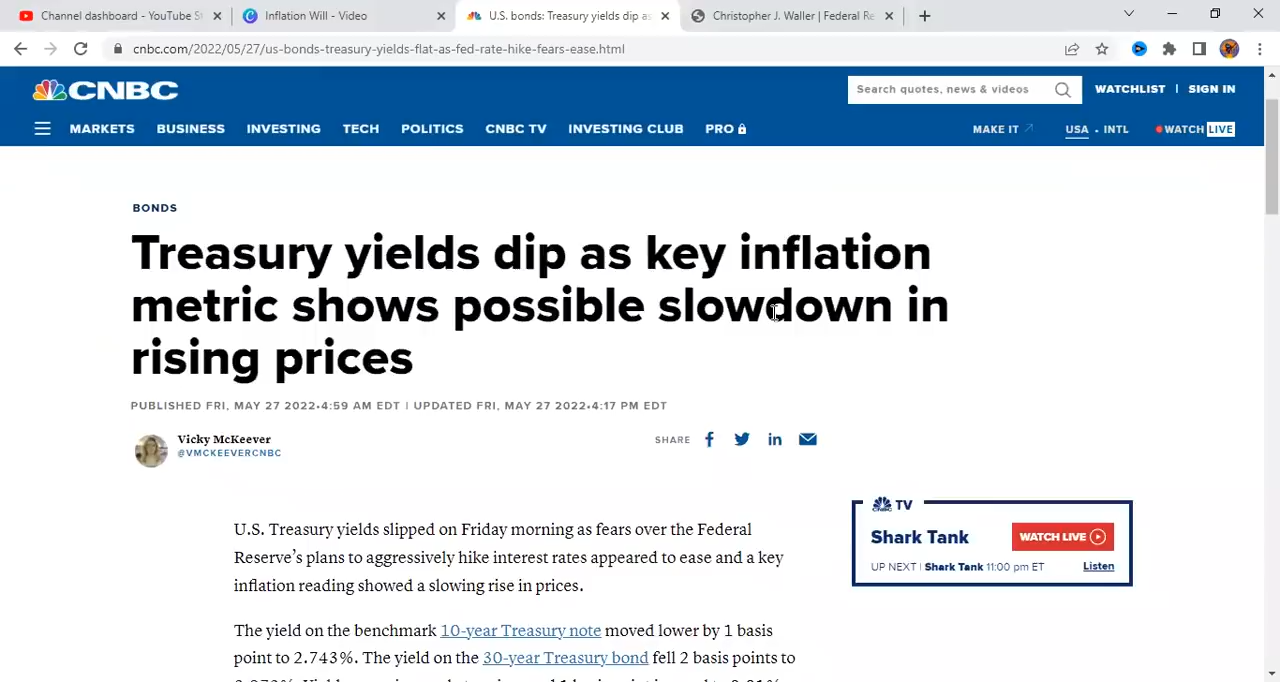 Channel dashboard - YouTube S
Inflation Will - Video
U.S. bonds: Treasury yields dip as
Christopher J. Waller | Federal Re
cnbc.com/2022/05/27/us-bonds-treasury-yields-flat-as-fed-rate-hike-fears-ease.html
CNBC
Search quotes, news & videos
WATCHLIST | SIGN IN
MARKETS BUSINESS INVESTING TECH POLITICS CNBC TV INVESTING CLUB PRO
MAKE IT USA • INTL WATCH LIVE
BONDS
Treasury yields dip as key inflation
metric shows possible slowdown in
rising prices
PUBLISHED FRI, MAY 27 2022•4:59 AM EDT | UPDATED FRI, MAY 27 2022•4:17 PM EDT
Vicky McKeever
@VMCKEEVERCNBC
SHARE
U.S. Treasury yields slipped on Friday morning as fears over the Federal
Reserve’s plans to aggressively hike interest rates appeared to ease and a key
inflation reading showed a slowing rise in prices.
The yield on the benchmark 10-year Treasury note moved lower by 1 basis
point to 2.743%. The yield on the 30-year Treasury bond fell 2 basis points to
TV
Shark Tank
WATCH LIVE
UP NEXT | Shark Tank 11:00 pm ET
Listen